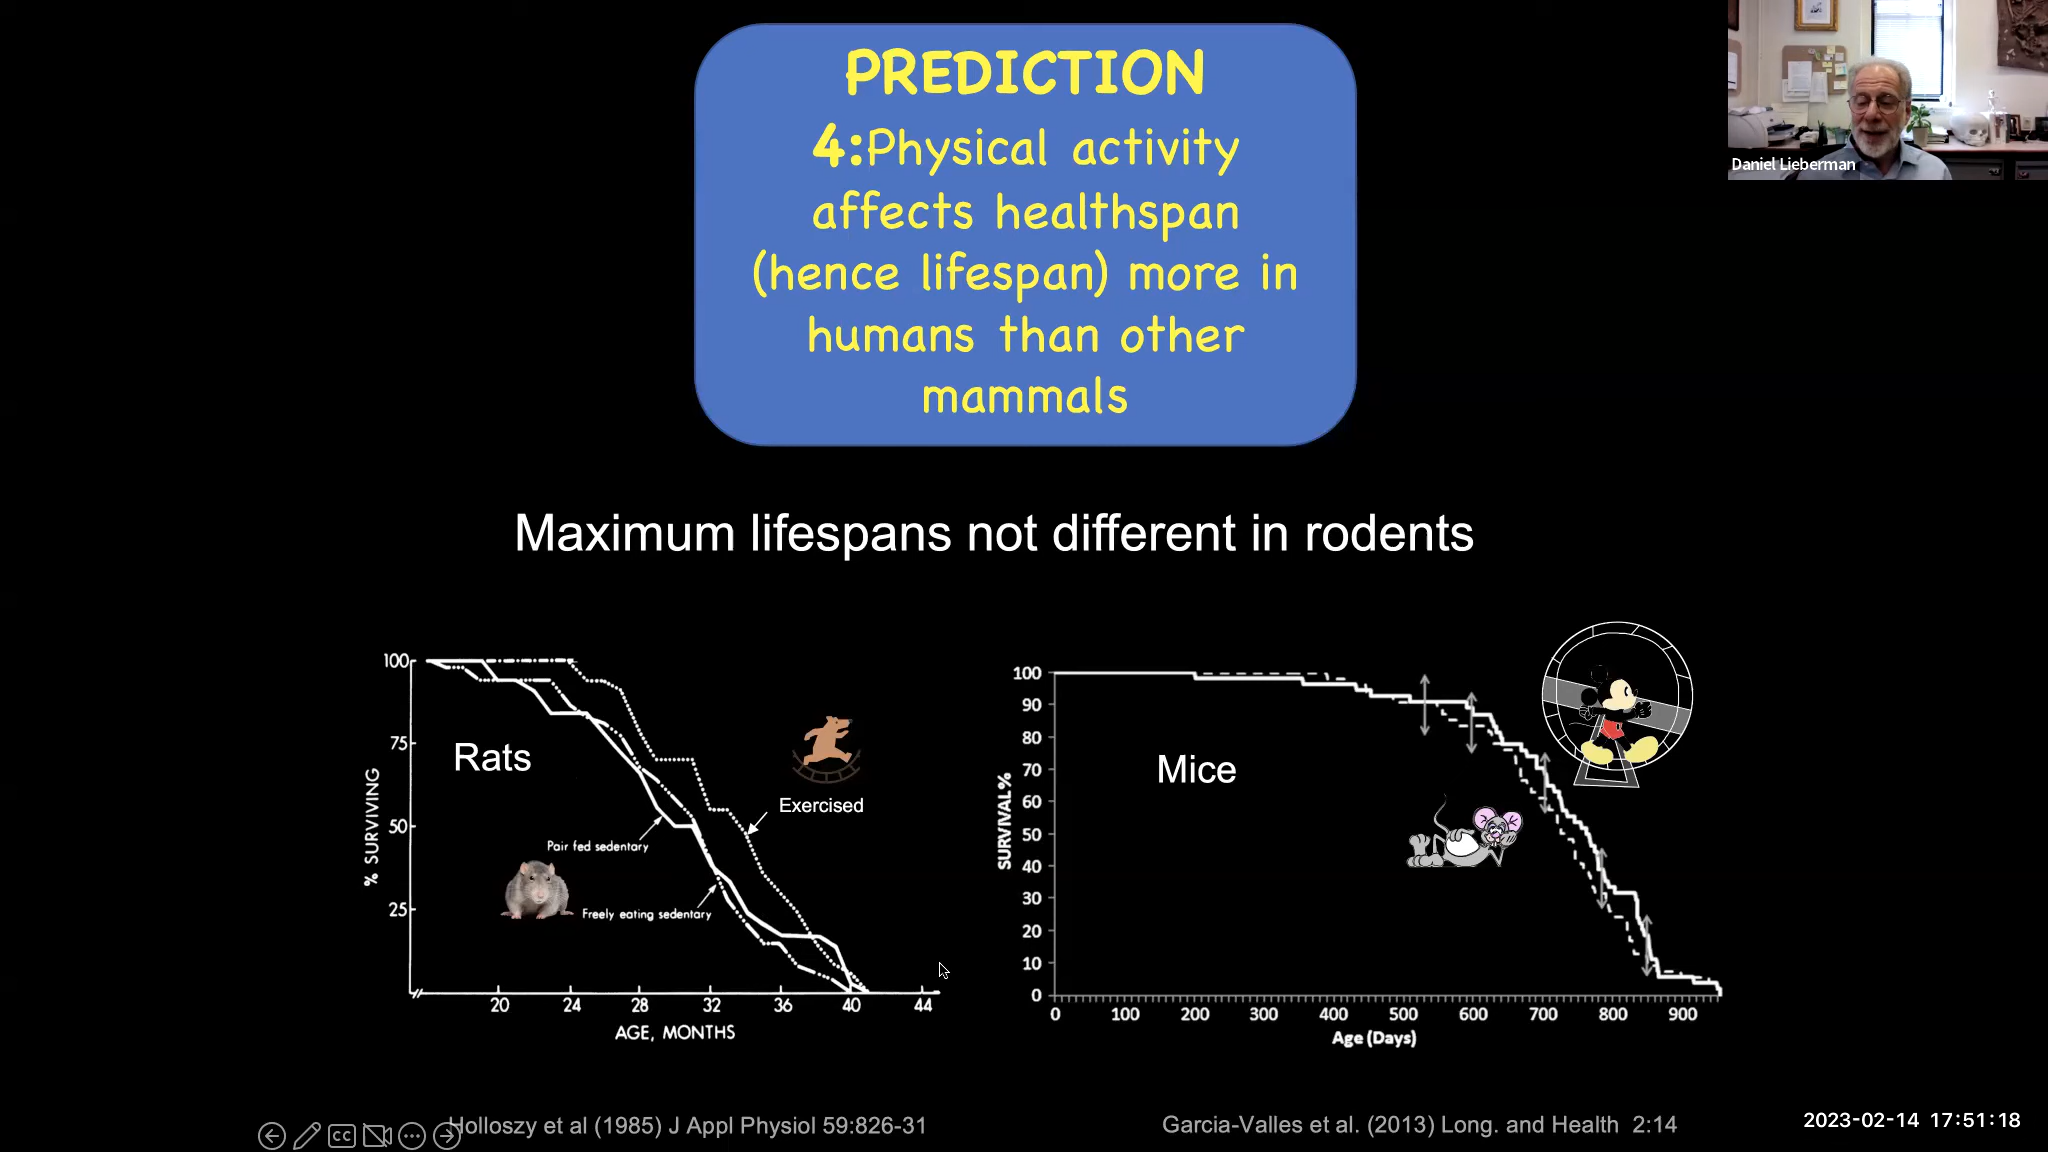 PREDICTION
4:Physical activity
affects healthspan
(hence lifespan) more in
humans than other
mammals
Daniel Lieberman
Maximum lifespans not different in rodents
100
75
50
25
% SURVIVING
Rats
Exercised
Pair fed sedentary
Freely eating sedentary
20 24 28 32 36 40 44
AGE, MONTHS
100
90
80
70
60
50
40
30
20
10
0
SURVIVAL%
Mice
0 100 200 300 400 500 600 700 800 900
Age (Days)
CC
Holloszy et al (1985) J Appl Physiol 59:826-31
Garcia-Valles et al. (2013) Long. and Health 2:14
2023-02-14 17:51:18